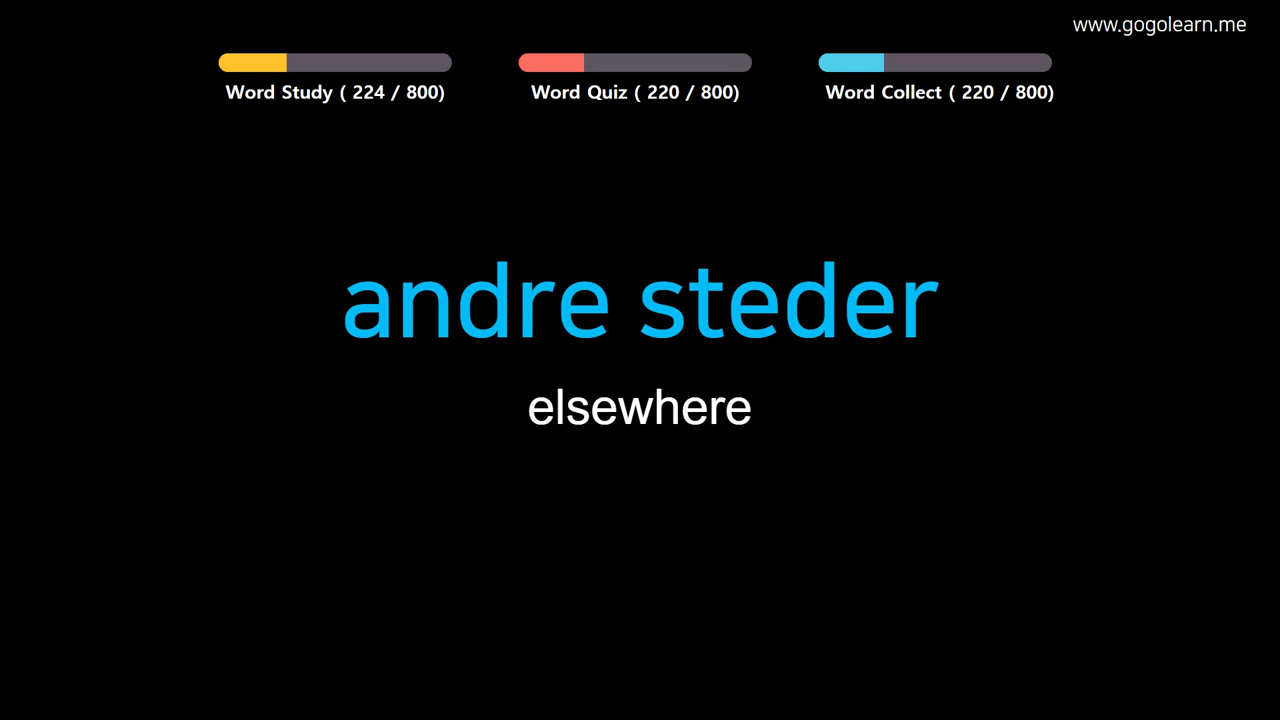 www.gogolearn.me
Word Study ( 224 / 800)
Word Quiz ( 220 / 800)
Word Collect ( 220 / 800)
andre steder
elsewhere